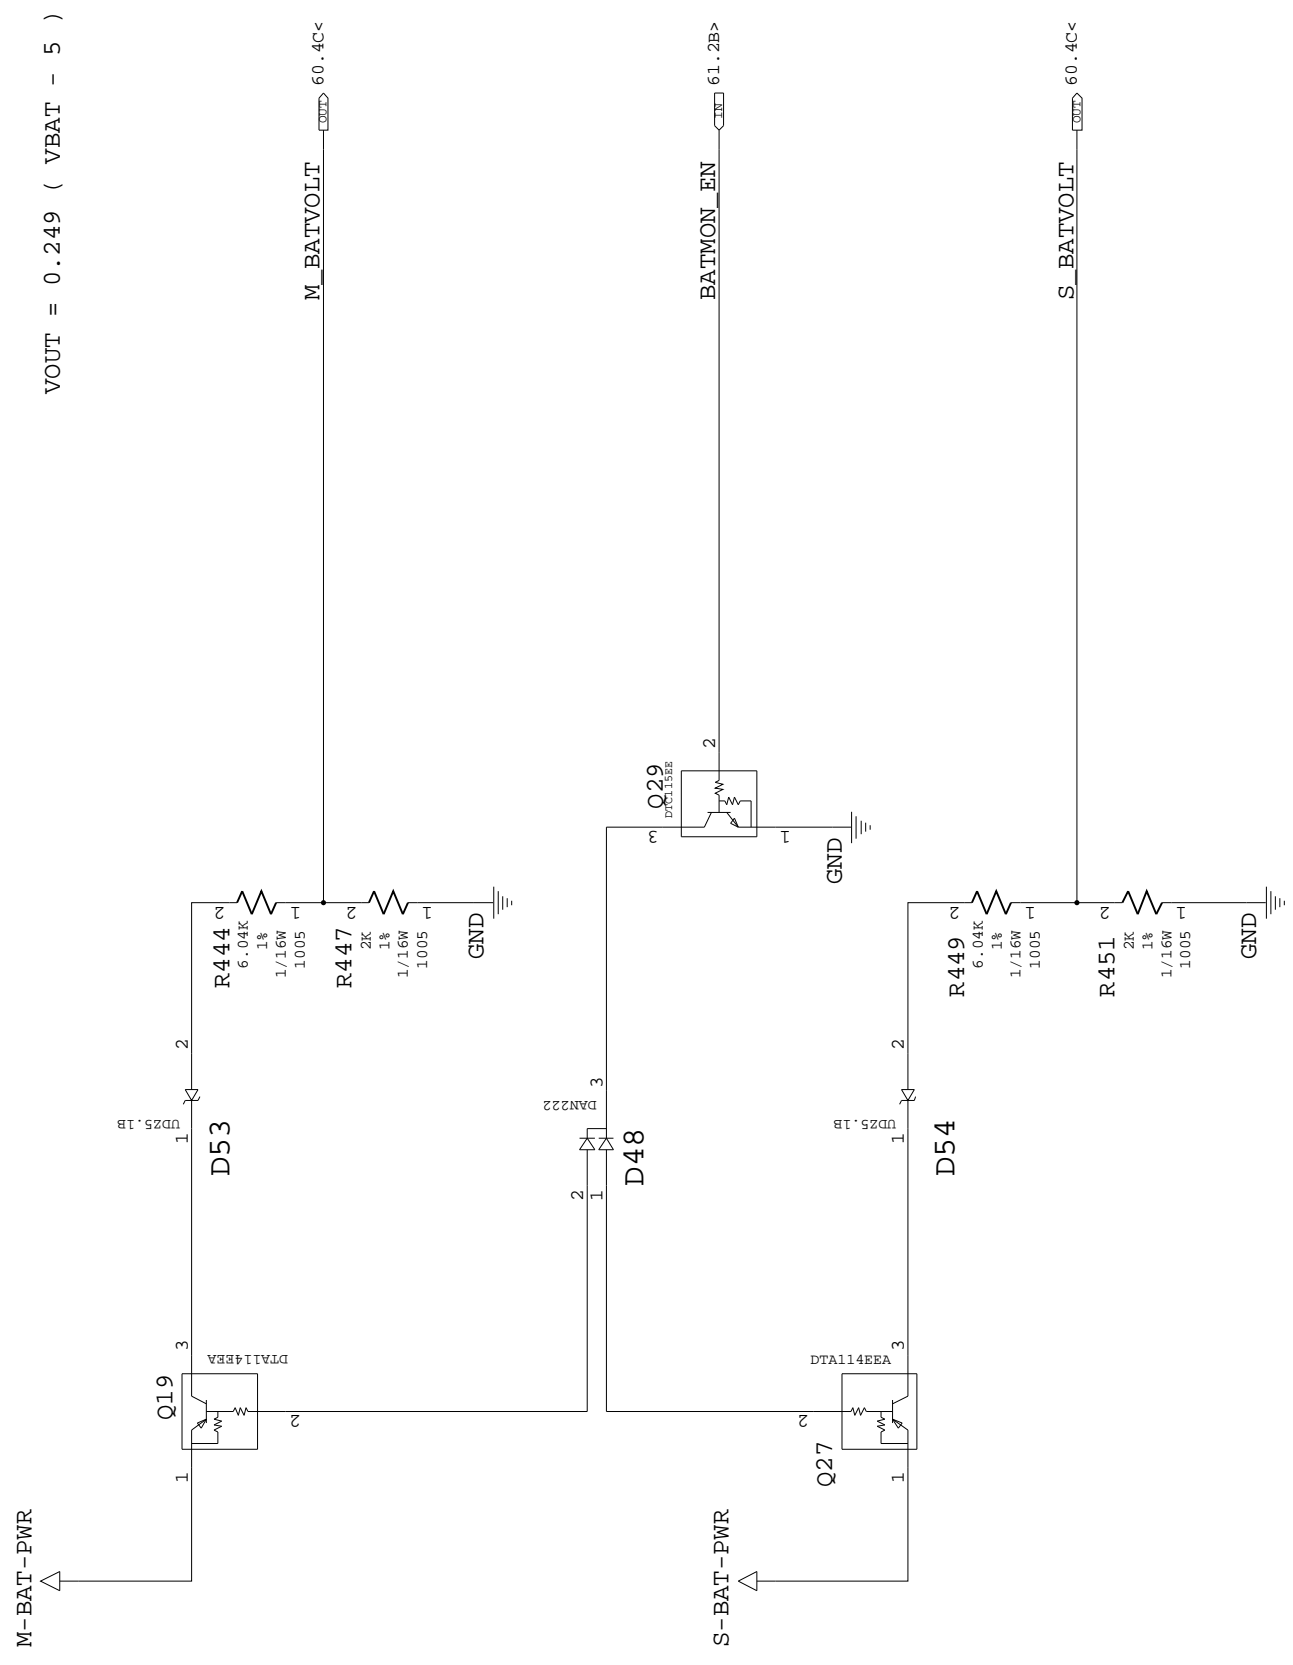 VOUT = 0.249 ( VBAT - 5 )
M-BAT-PWR
1
Q19
DTA114EEA
3
2
1
UDZ5.1B
D53
2
2
R444
6.04K
1%
1/16W
1005
1
2
R447
2K
1%
1/16W
1005
1
GND
M_BATVOLT
OUT
60.4C<
2
1
D48
DAN222
3
3
Q29
DTC115EE
2
1
GND
BATMON_EN
IN
61.2B>
S-BAT-PWR
1
Q27
2
DTA114EEA
3
1
UDZ5.1B
D54
2
2
R449
6.04K
1%
1/16W
1005
1
2
R451
2K
1%
1/16W
1005
1
GND
S_BATVOLT
OUT
60.4C<